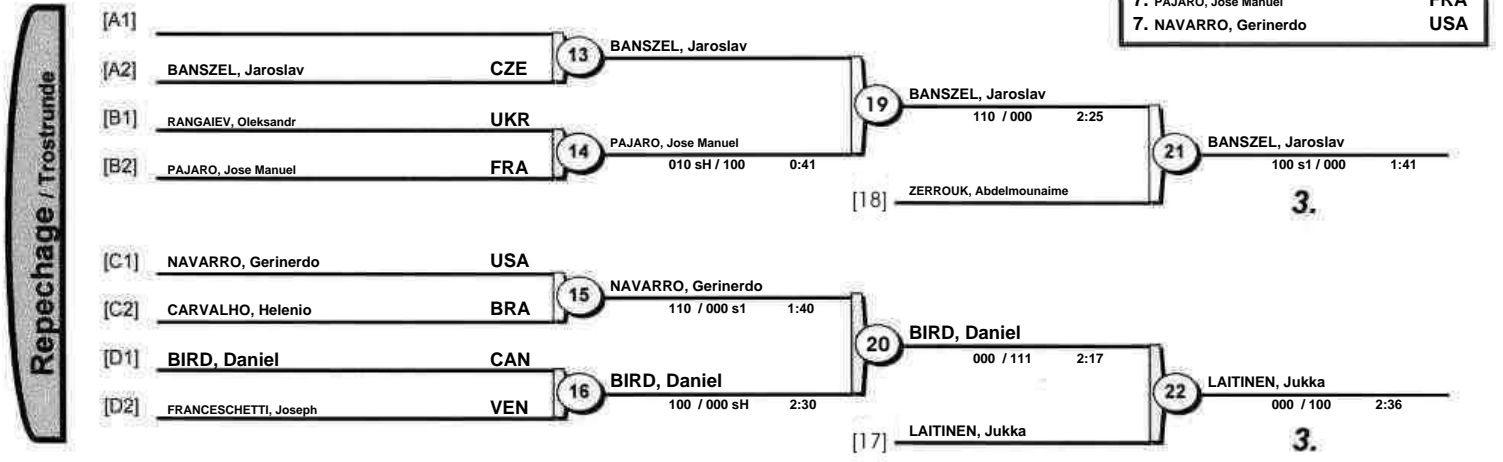 7. PAJARO, Jose Manuel FRA
7. NAVARRO, Gerinerdo USA
Repechage / Trostrunde
[A1]
13
BANSZEL, Jaroslav
[A2] BANSZEL, Jaroslav CZE
19
BANSZEL, Jaroslav
110 / 000 2:25
[B1] RANGAIEV, Oleksandr UKR
14
PAJARO, Jose Manuel
010 sH / 100 0:41
[B2] PAJARO, Jose Manuel FRA
21
BANSZEL, Jaroslav
100 s1 / 000 1:41
[18] ZERROUK, Abdelmounaime
3.
[C1] NAVARRO, Gerinerdo USA
15
NAVARRO, Gerinerdo
110 / 000 s1 1:40
[C2] CARVALHO, Helenio BRA
20
BIRD, Daniel
000 / 111 2:17
[D1] BIRD, Daniel CAN
16
BIRD, Daniel
100 / 000 sH 2:30
[D2] FRANCESCHETTI, Joseph VEN
22
LAITINEN, Jukka
000 / 100 2:36
[17] LAITINEN, Jukka
3.